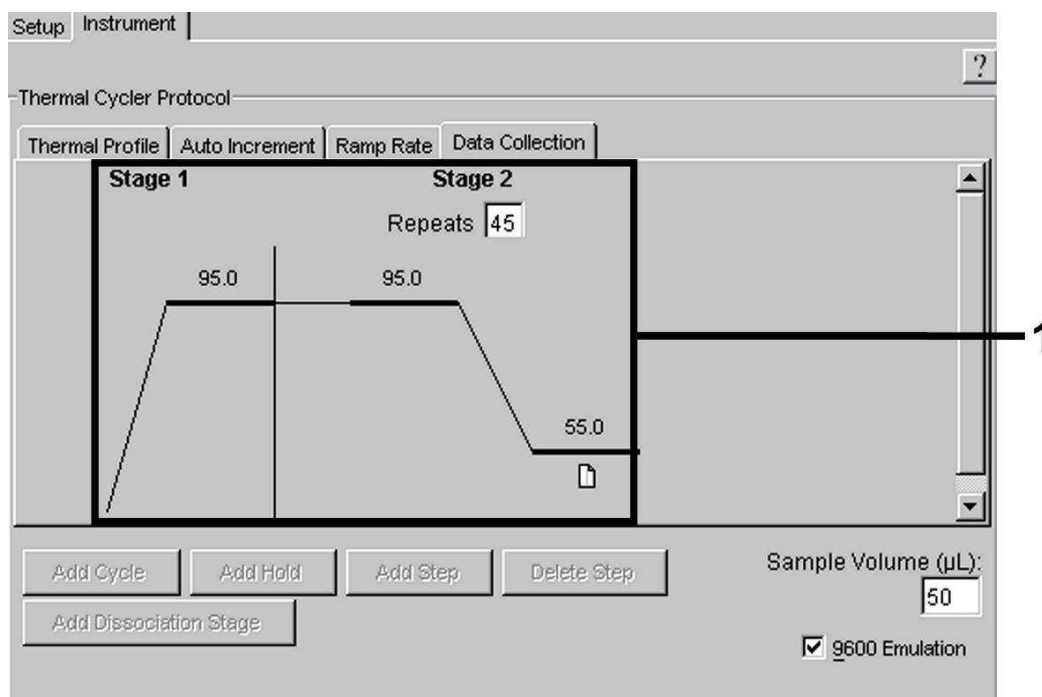 Setup Instrument
?
Thermal Cycler Protocol
Thermal Profile Auto Increment Ramp Rate Data Collection
Stage 1 Stage 2
Repeats 45
95.0 95.0
55.0
1
Add Cycle Add Hold Add Step Delete Step
Sample Volume (µL):
50
Add Dissociation Stage
9600 Emulation